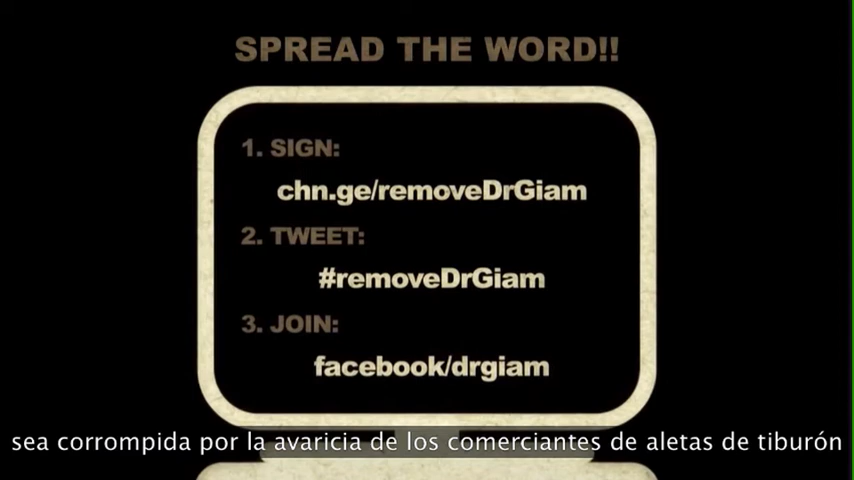 SPREAD THE WORD!!
1. SIGN:
chn.ge/removeDrGiam
2. TWEET:
#removeDrGiam
3. JOIN:
facebook/drgiam
sea corrompida por la avaricia de los comerciantes de aletas de tiburón